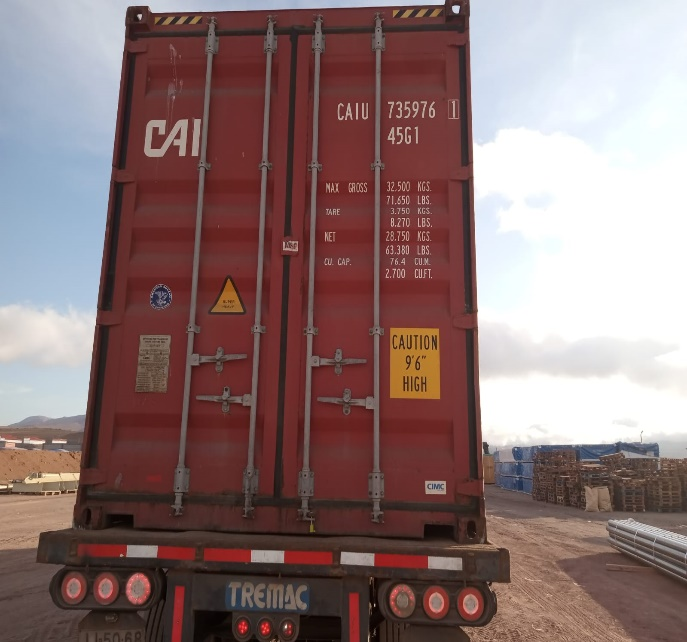 CAI
CAIU 735976 1
45G1
CAI
MAX GROSS 32.500 KGS.
71.650 LBS.
TARE 3.750 KGS.
8.270 LBS.
NET 28.750 KGS.
63.380 LBS.
CU. CAP. 76.4 CU.M.
2.700 CU.FT.
CAUTION
9'6"
HIGH
CIMC
TREMAC